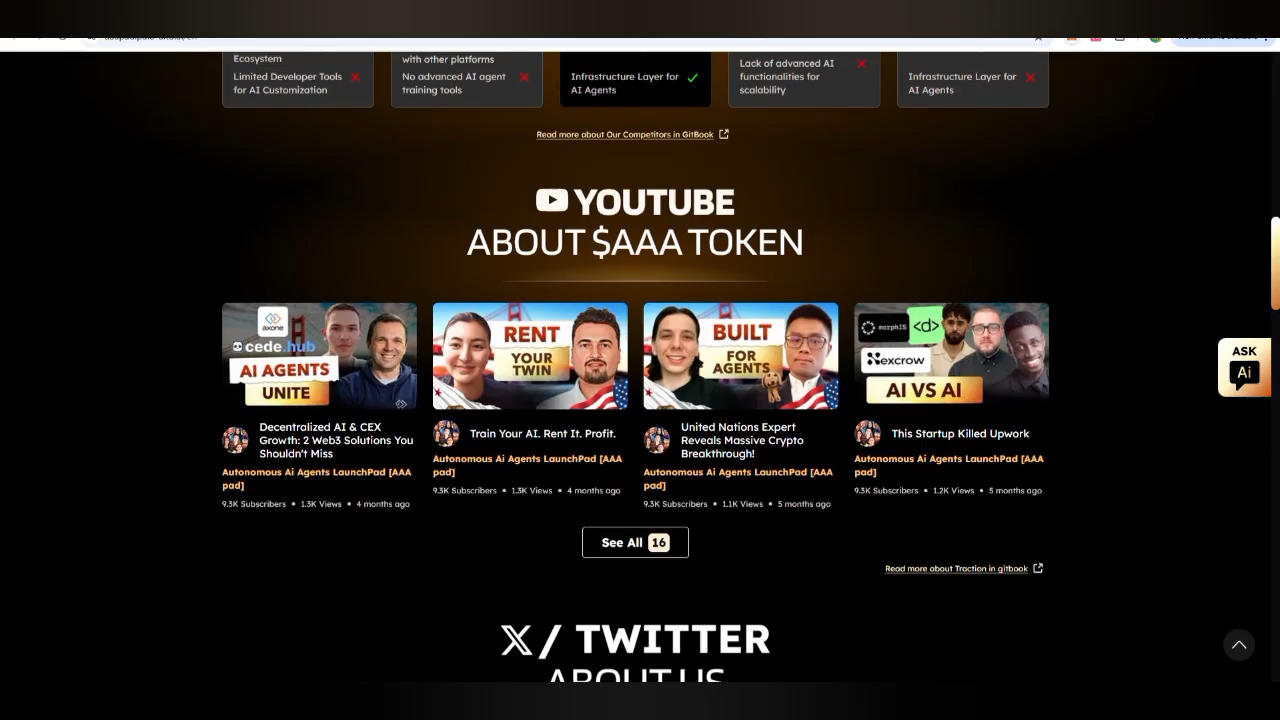 Ecosystem
Limited Developer Tools
for AI Customization
with other platforms
No advanced AI agent
training tools
Infrastructure Layer for
AI Agents
Lack of advanced AI
functionalities for
scalability
Infrastructure Layer for
AI Agents
Read more about Our Competitors in GitBook
YOUTUBE
ABOUT $AAA TOKEN
axone
cede.hub
AI AGENTS
UNITE
RENT
YOUR
TWIN
BUILT
FOR
AGENTS
morphIS
<d>
excrow
AI VS AI
ASK
Ai
Decentralized AI & CEX
Growth: 2 Web3 Solutions You
Shouldn't Miss
Autonomous Ai Agents LaunchPad [AAA
pad]
9.3K Subscribers • 1.3K Views • 4 months ago
Train Your AI. Rent It. Profit.
Autonomous Ai Agents LaunchPad [AAA
pad]
9.3K Subscribers • 1.3K Views • 4 months ago
United Nations Expert
Reveals Massive Crypto
Breakthrough!
Autonomous Ai Agents LaunchPad [AAA
pad]
9.3K Subscribers • 1.1K Views • 5 months ago
This Startup Killed Upwork
Autonomous Ai Agents LaunchPad [AAA
pad]
9.3K Subscribers • 1.2K Views • 5 months ago
See All 16
Read more about Traction in gitbook
X / TWITTER
ABOUT US